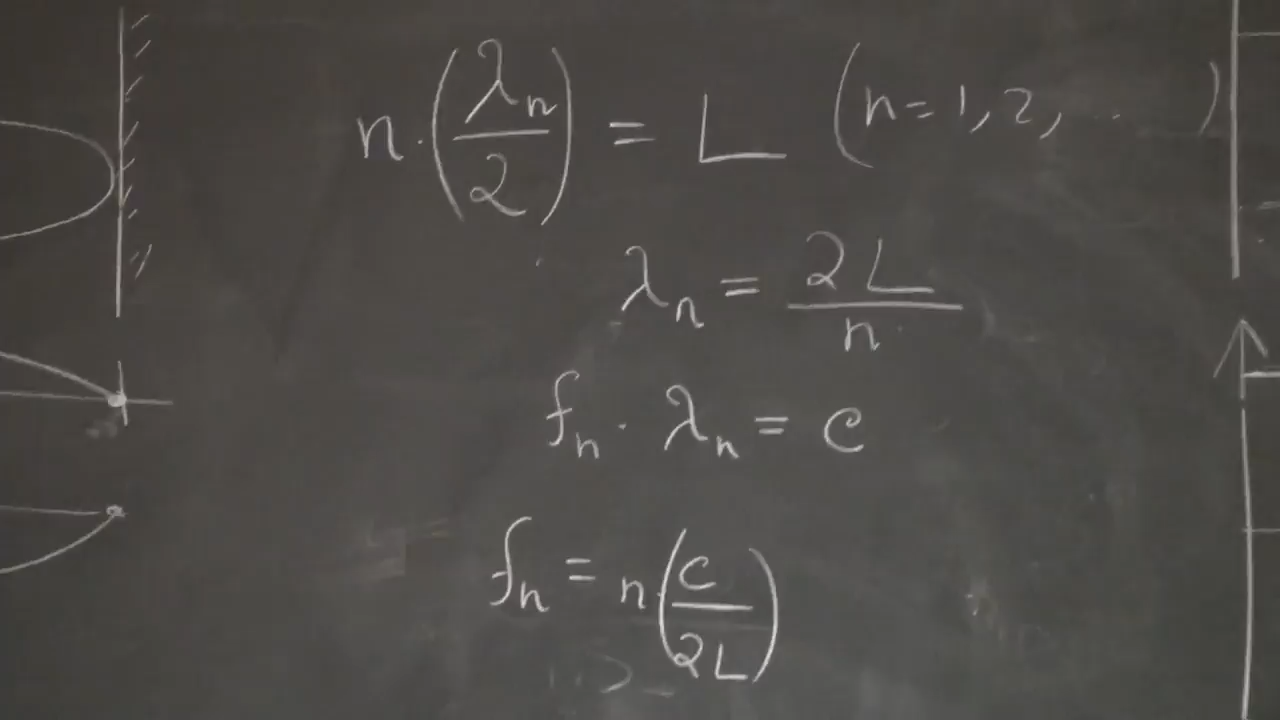 n·(λₙ/2) = L (n=1,2,...)
λₙ = 2L/n
fₙ·λₙ = c
fₙ = n(c/2L)